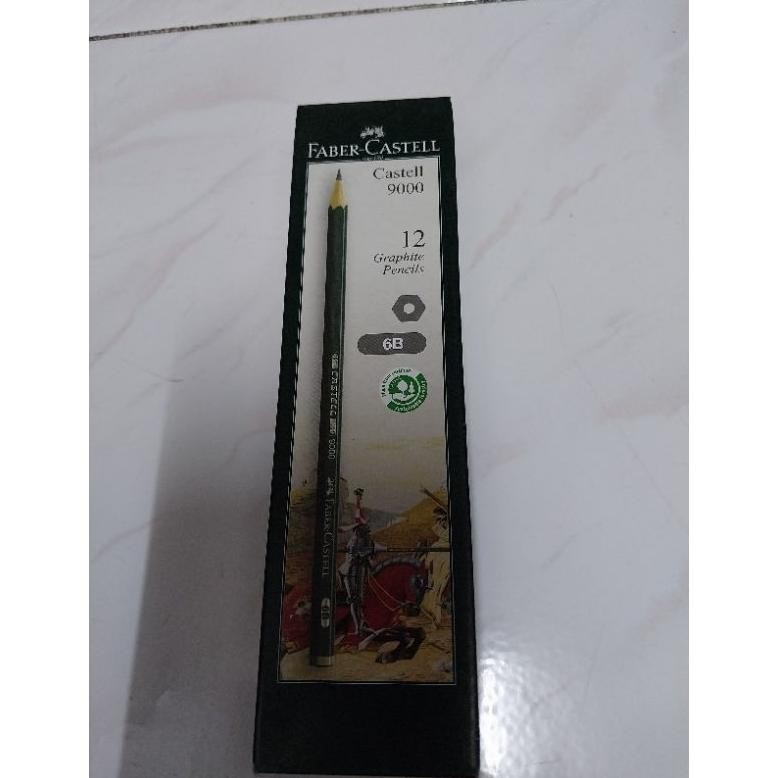 FABER-CASTELL
Castell
9000
12
Graphite
Pencils
6B
CASTELL 9000
FABER-CASTELL